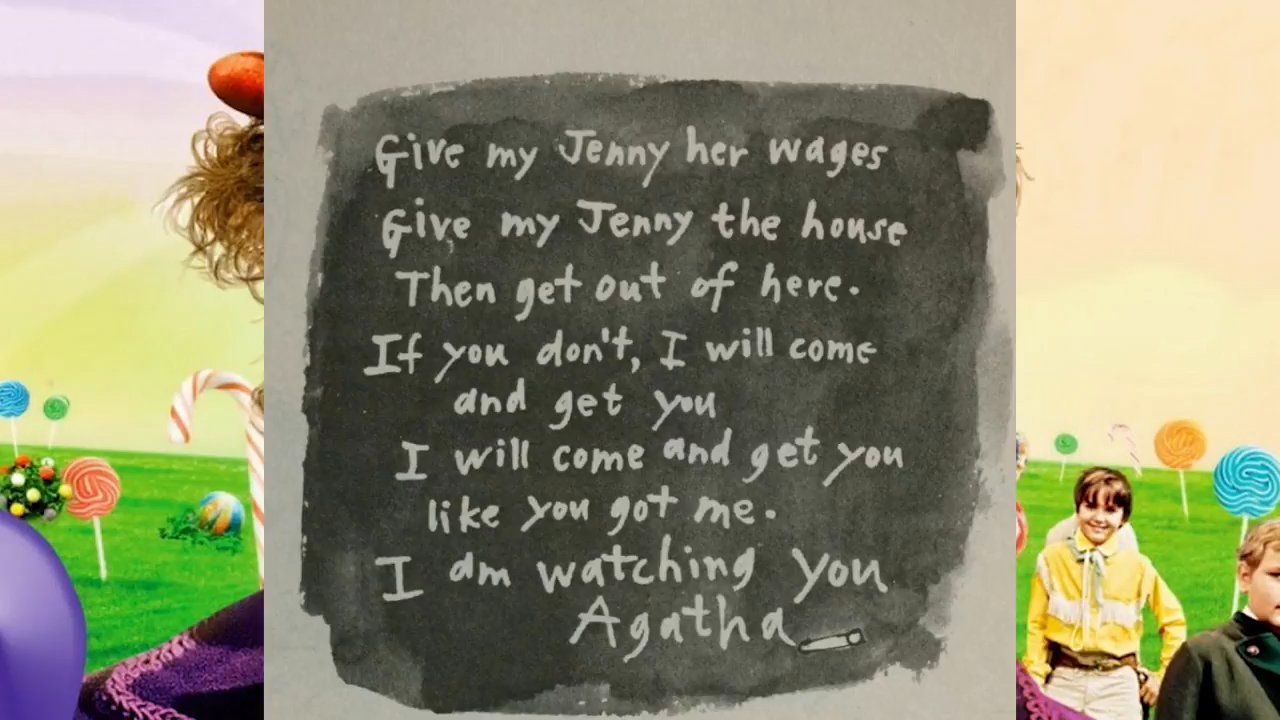 Give my Jenny her wages
Give my Jenny the house
Then get out of here.
If you don't, I will come
and get you
I will come and get you
like you got me.
I am watching you
Agatha